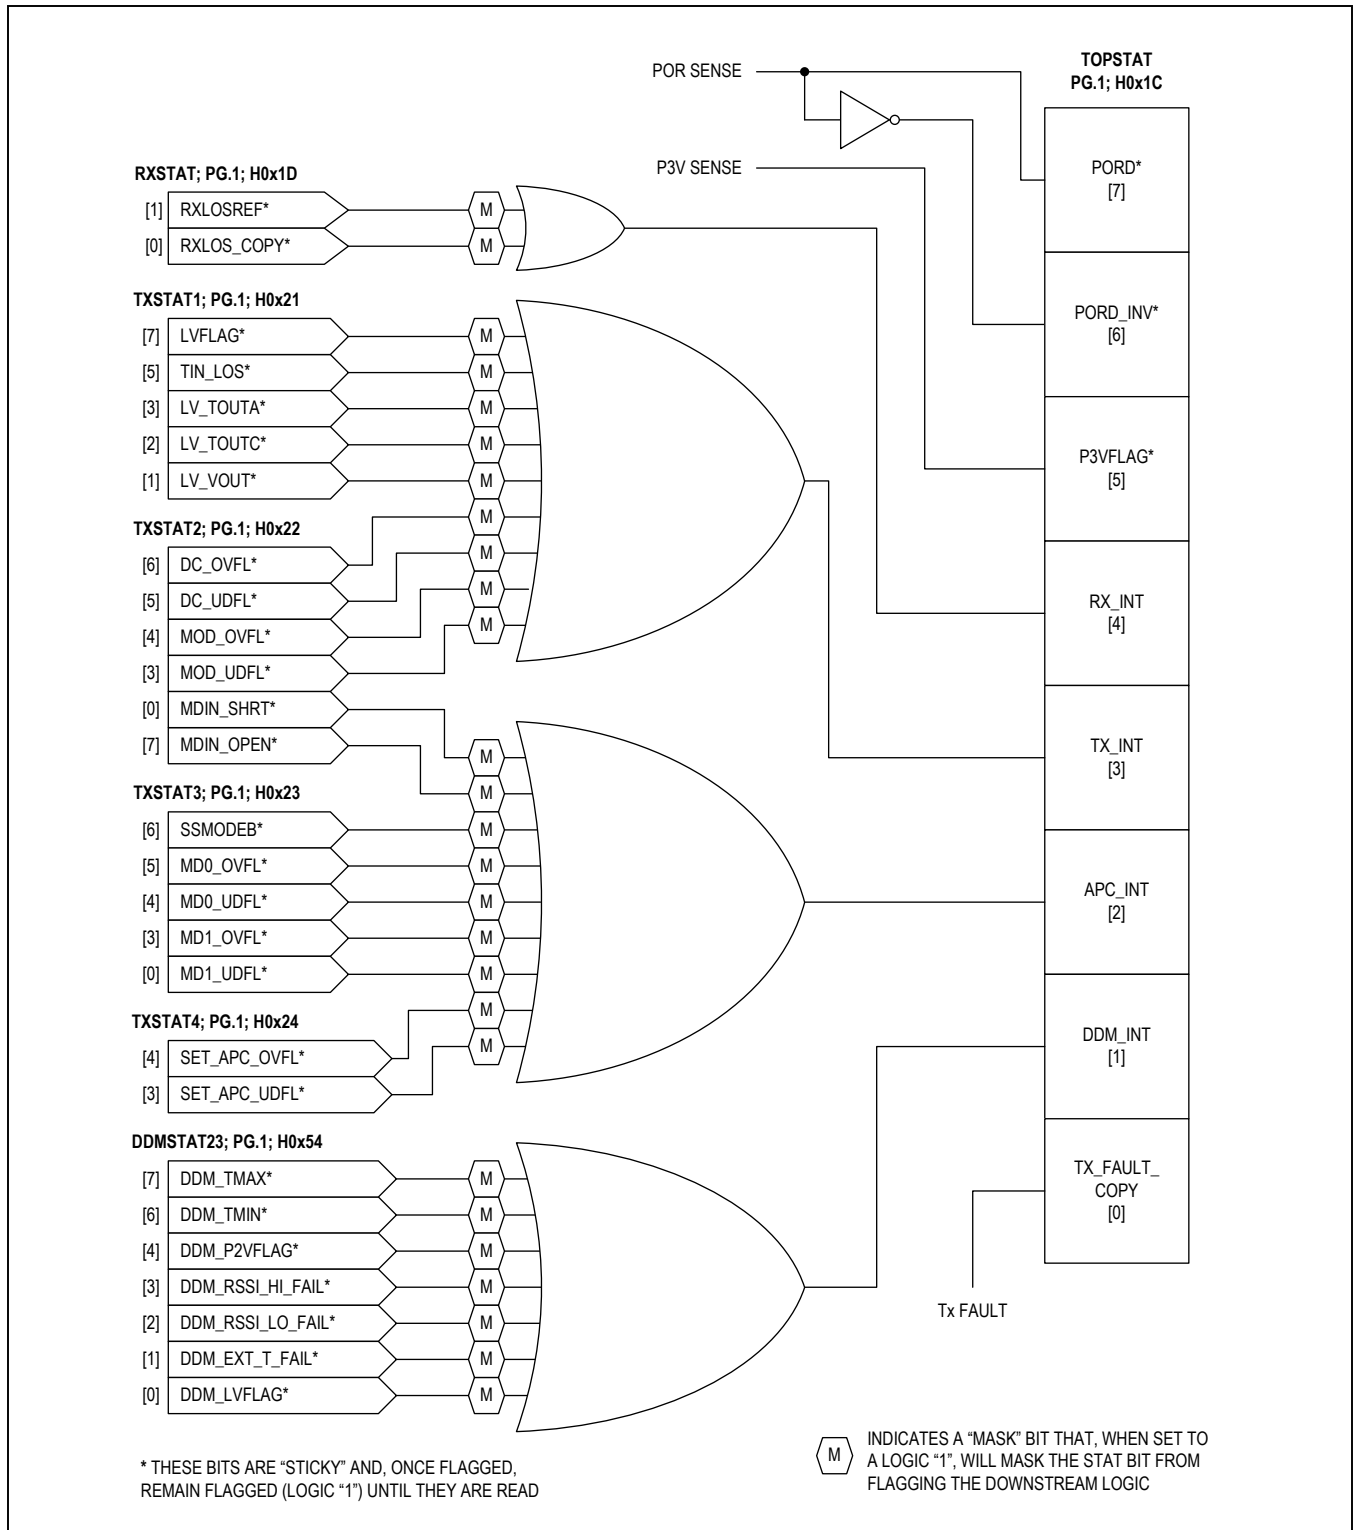 POR SENSE
TOPSTAT
PG.1; H0x1C
P3V SENSE
PORD*
[7]
PORD_INV*
[6]
P3VFLAG*
[5]
RX_INT
[4]
TX_INT
[3]
APC_INT
[2]
DDM_INT
[1]
TX_FAULT_
COPY
[0]
Tx FAULT
RXSTAT; PG.1; H0x1D
[1] RXLOSREF* M
[0] RXLOS_COPY* M
TXSTAT1; PG.1; H0x21
[7] LVFLAG* M
[5] TIN_LOS* M
[3] LV_TOUTA* M
[2] LV_TOUTC* M
[1] LV_VOUT* M
M
TXSTAT2; PG.1; H0x22
[6] DC_OVFL* M
[5] DC_UDFL* M
[4] MOD_OVFL* M
[3] MOD_UDFL*
[0] MDIN_SHRT*
[7] MDIN_OPEN* M
M
TXSTAT3; PG.1; H0x23
[6] SSMODEB* M
[5] MD0_OVFL* M
[4] MD0_UDFL* M
[3] MD1_OVFL* M
[0] MD1_UDFL* M
M
TXSTAT4; PG.1; H0x24
[4] SET_APC_OVFL* M
[3] SET_APC_UDFL*
DDMSTAT23; PG.1; H0x54
[7] DDM_TMAX* M
[6] DDM_TMIN* M
[4] DDM_P2VFLAG* M
[3] DDM_RSSI_HI_FAIL* M
[2] DDM_RSSI_LO_FAIL* M
[1] DDM_EXT_T_FAIL* M
[0] DDM_LVFLAG* M
* THESE BITS ARE “STICKY” AND, ONCE FLAGGED,
REMAIN FLAGGED (LOGIC “1”) UNTIL THEY ARE READ
M
INDICATES A “MASK” BIT THAT, WHEN SET TO
A LOGIC “1”, WILL MASK THE STAT BIT FROM
FLAGGING THE DOWNSTREAM LOGIC